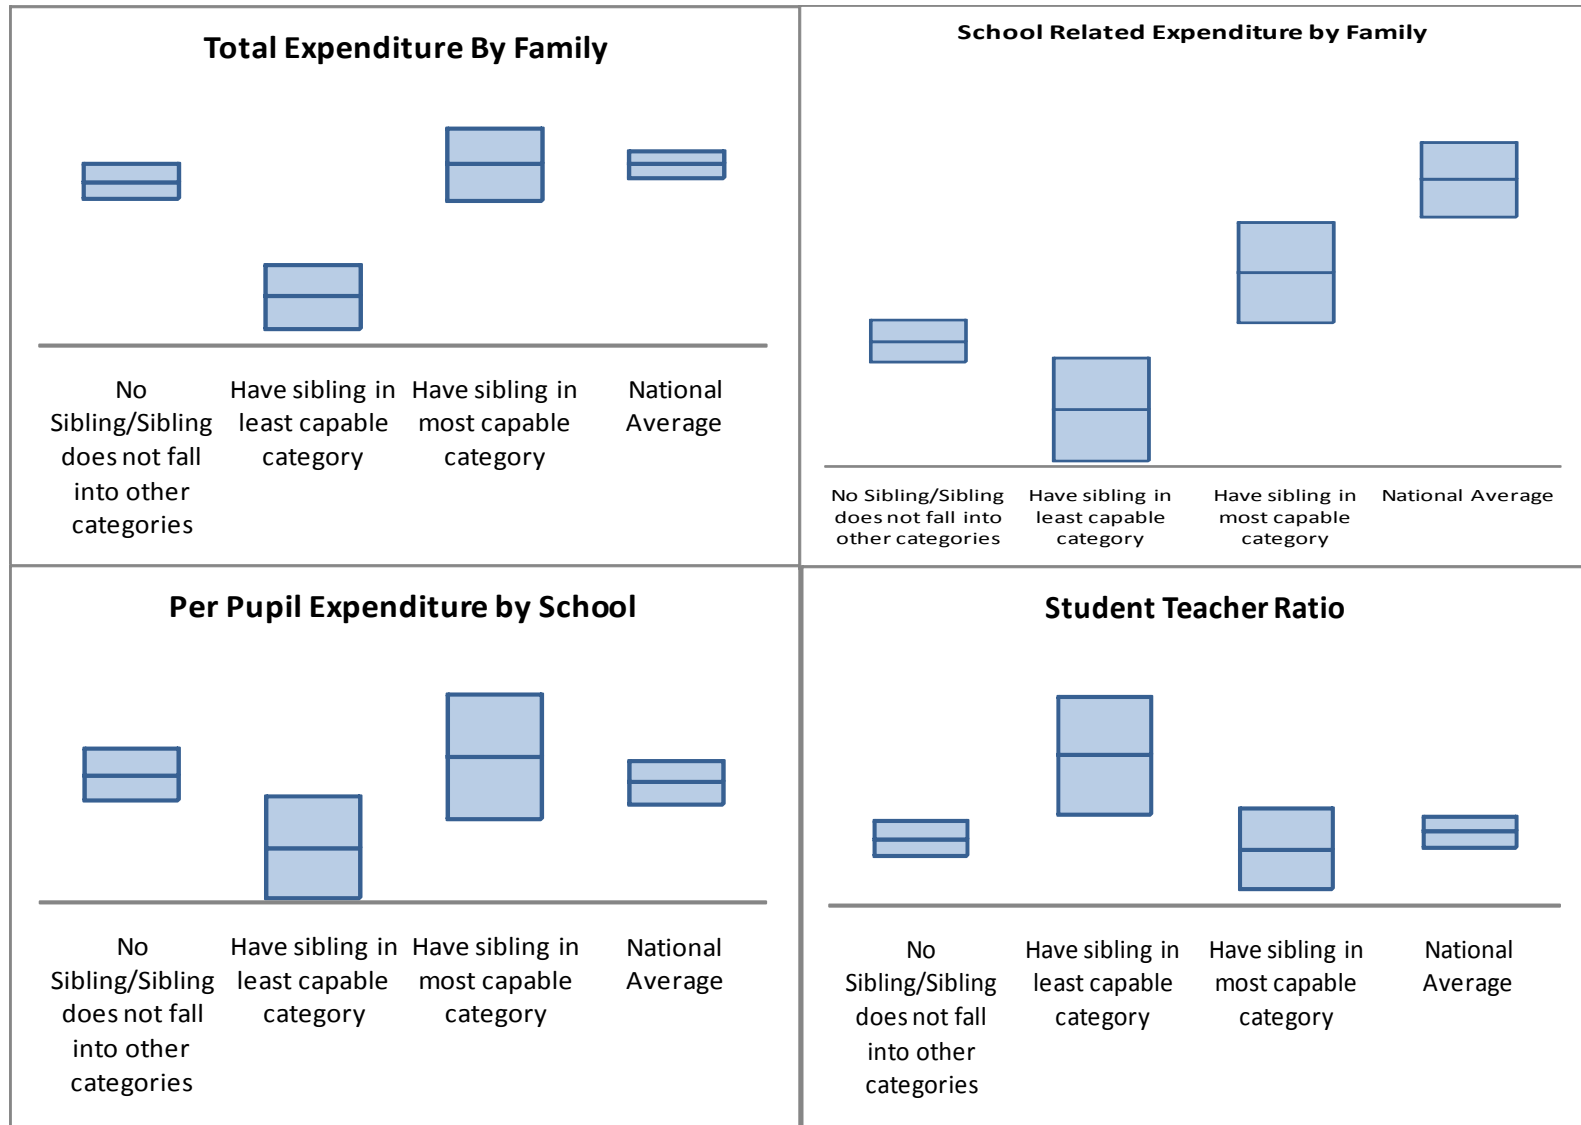 Total Expenditure By Family
No
Sibling/Sibling
does not fall
into other
categories
Have sibling in
least capable
category
Have sibling in
most capable
category
National
Average
School Related Expenditure by Family
No Sibling/Sibling
does not fall into
other categories
Have sibling in
least capable
category
Have sibling in
most capable
category
National Average
Per Pupil Expenditure by School
No
Sibling/Sibling
does not fall
into other
categories
Have sibling in
least capable
category
Have sibling in
most capable
category
National
Average
Student Teacher Ratio
No
Sibling/Sibling
does not fall
into other
categories
Have sibling in
least capable
category
Have sibling in
most capable
category
National
Average